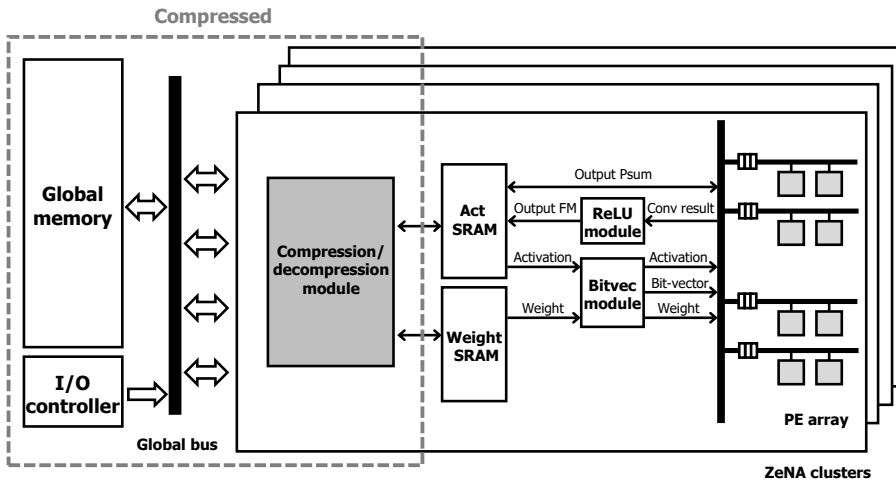 Compressed
Global
memory
I/O
controller
Global bus
Compression/
decompression
module
Act
SRAM
Weight
SRAM
Output Psum
Output FM
ReLU
module
Conv result
Activation
Bitvec
module
Activation
Bit-vector
Weight
Weight
PE array
ZeNA clusters